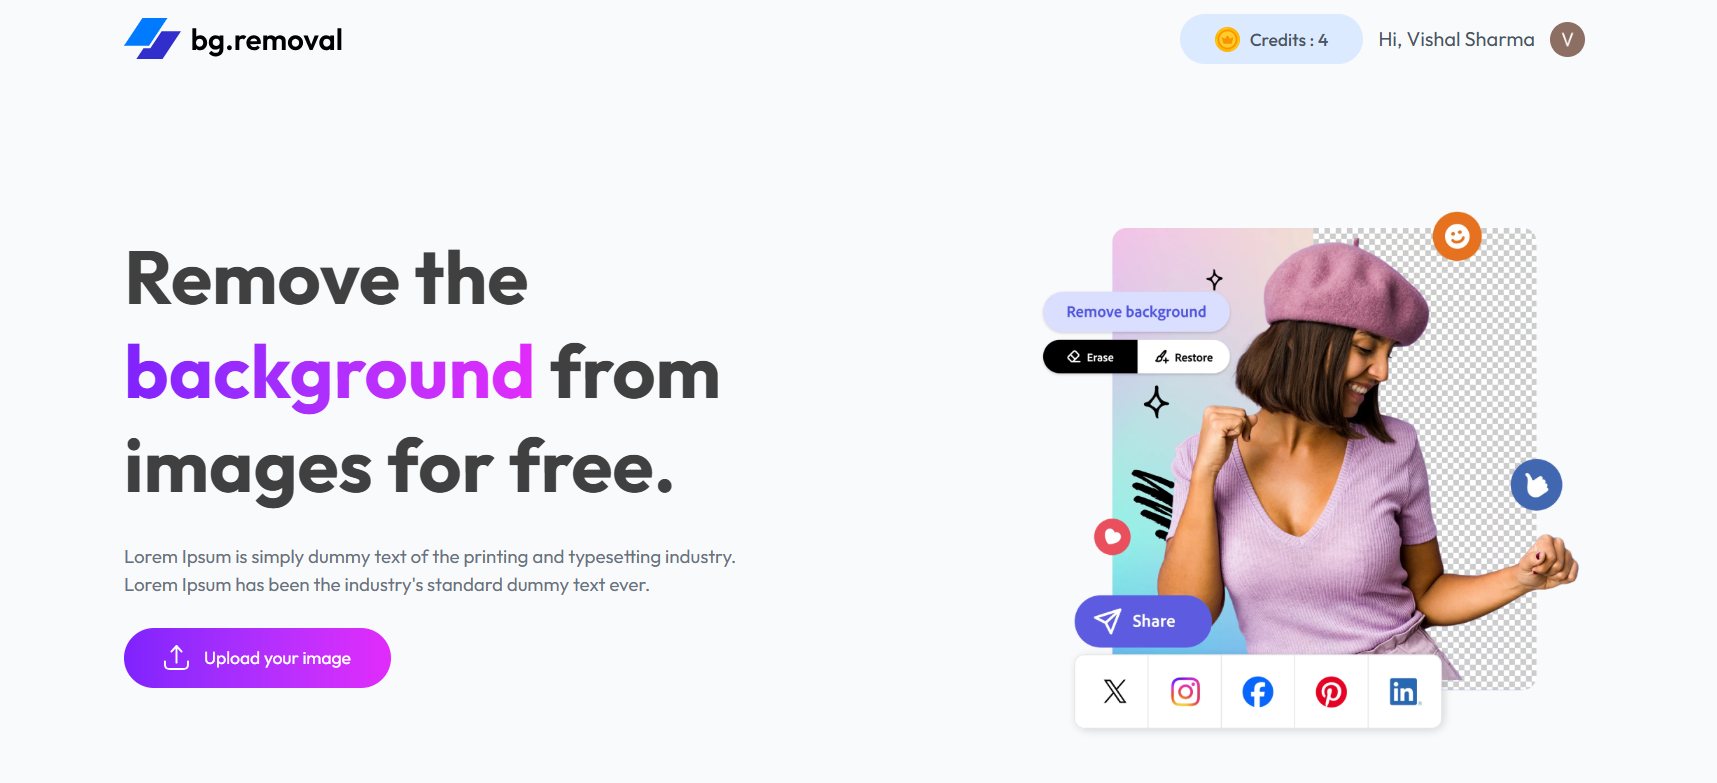 bg.removal
Credits : 4
Hi, Vishal Sharma
V
Remove the
background from
images for free.
Lorem Ipsum is simply dummy text of the printing and typesetting industry.
Lorem Ipsum has been the industry's standard dummy text ever.
Upload your image
Remove background
Erase
Restore
Share
in